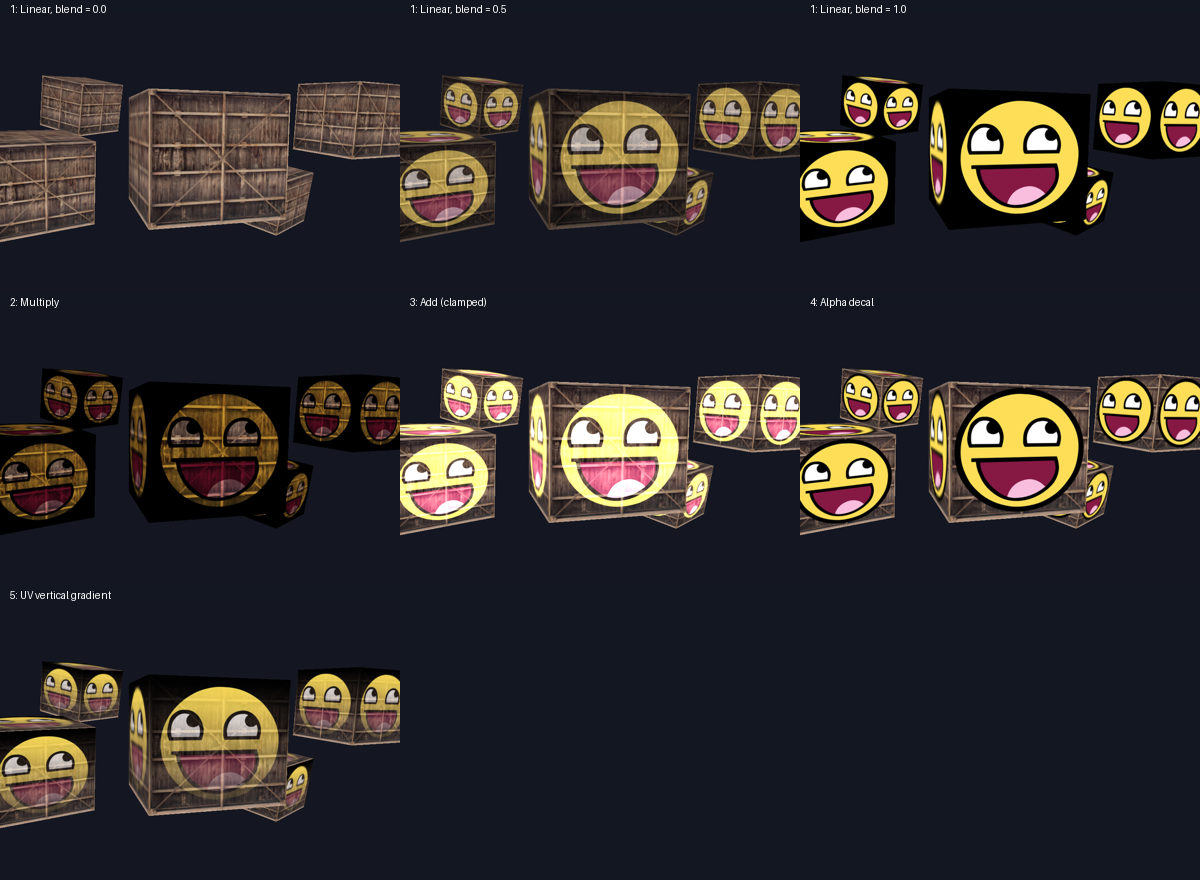 1: Linear, blend = 0.0
1: Linear, blend = 0.5
1: Linear, blend = 1.0
2: Multiply
3: Add (clamped)
4: Alpha decal
5: UV vertical gradient